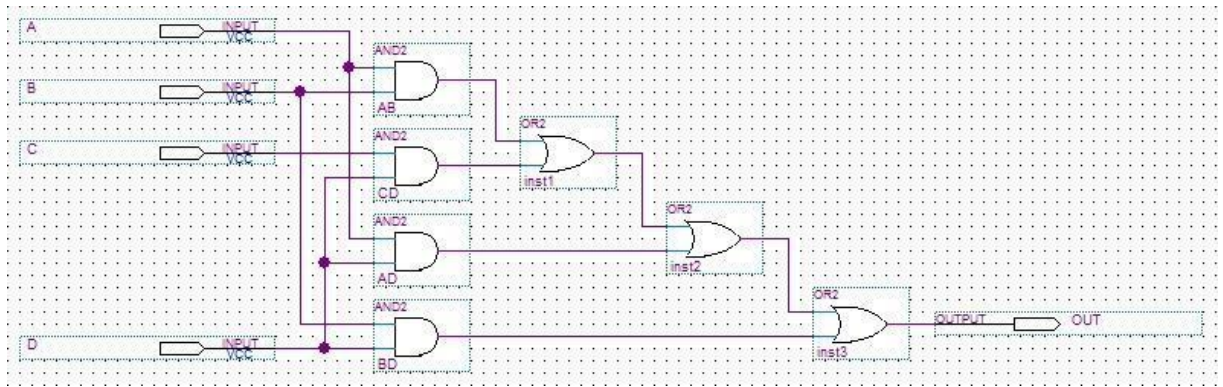 A INPUT
VCC
B INPUT
VCC
C INPUT
VCC
D INPUT
VCC
AND2
AB
AND2
CD
AND2
AD
AND2
BD
OR2
inst1
OR2
inst2
OR2
inst3
OUTPUT OUT